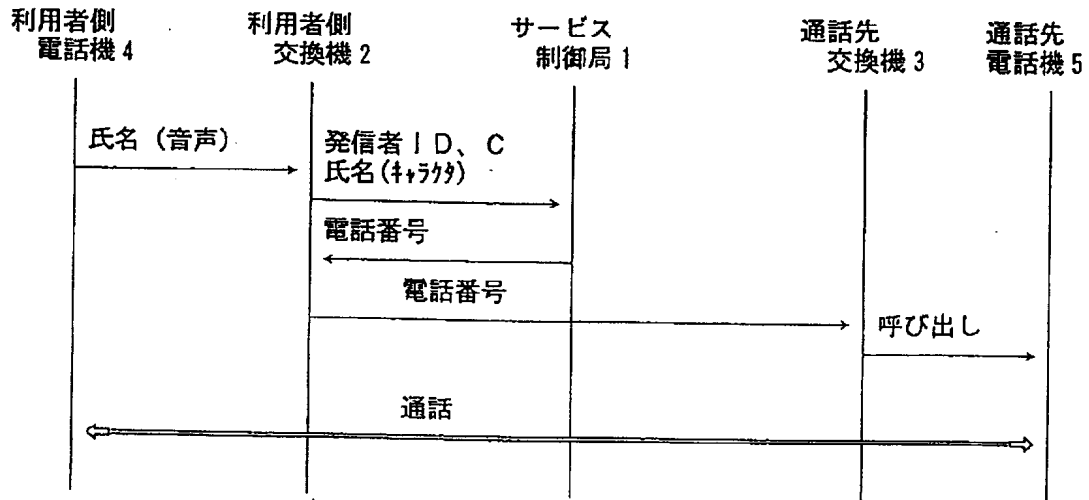 利用者側
電話機4
利用者側
交換機2
サービス
制御局1
通話先
交換機3
通話先
電話機5
氏名（音声）
発信者ＩＤ、Ｃ
氏名(ｷｬﾗｸﾀ)
電話番号
電話番号
呼び出し
通話